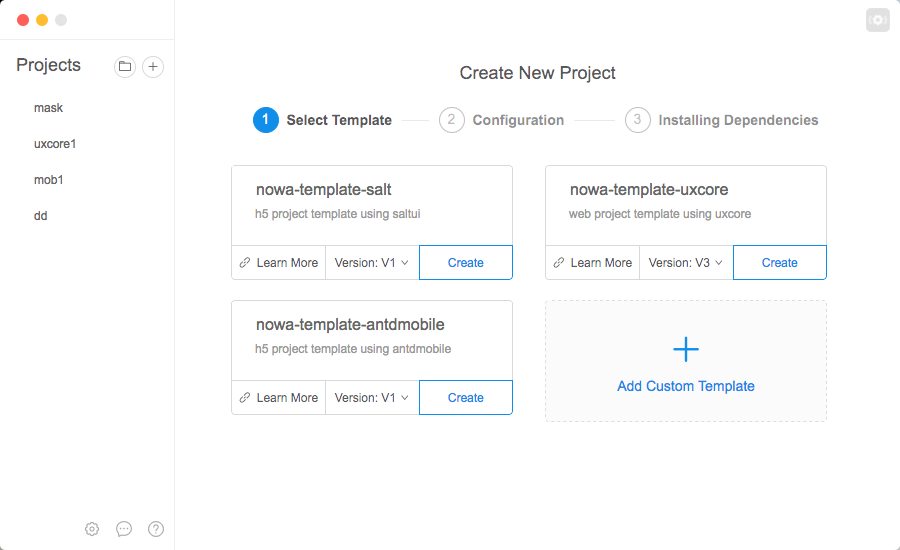 Projects
mask
uxcore1
mob1
dd
Create New Project
1 Select Template 2 Configuration 3 Installing Dependencies
nowa-template-salt
h5 project template using saltui
Learn More Version: V1 Create
nowa-template-uxcore
web project template using uxcore
Learn More Version: V3 Create
nowa-template-antdmobile
h5 project template using antdmobile
Learn More Version: V1 Create
Add Custom Template